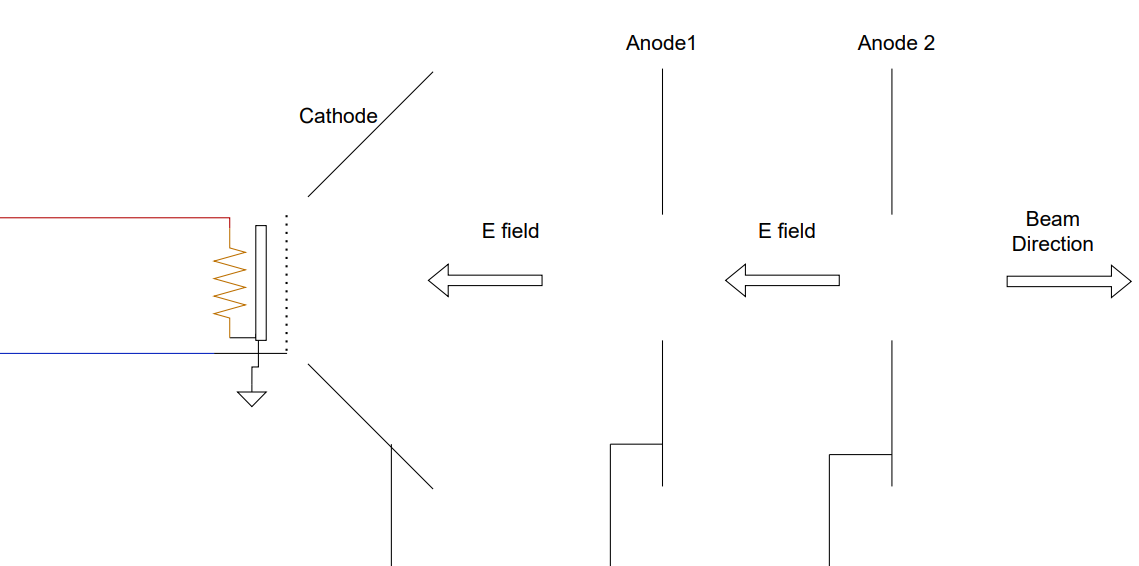 Anode1
Anode 2
Cathode
E field
E field
Beam
Direction